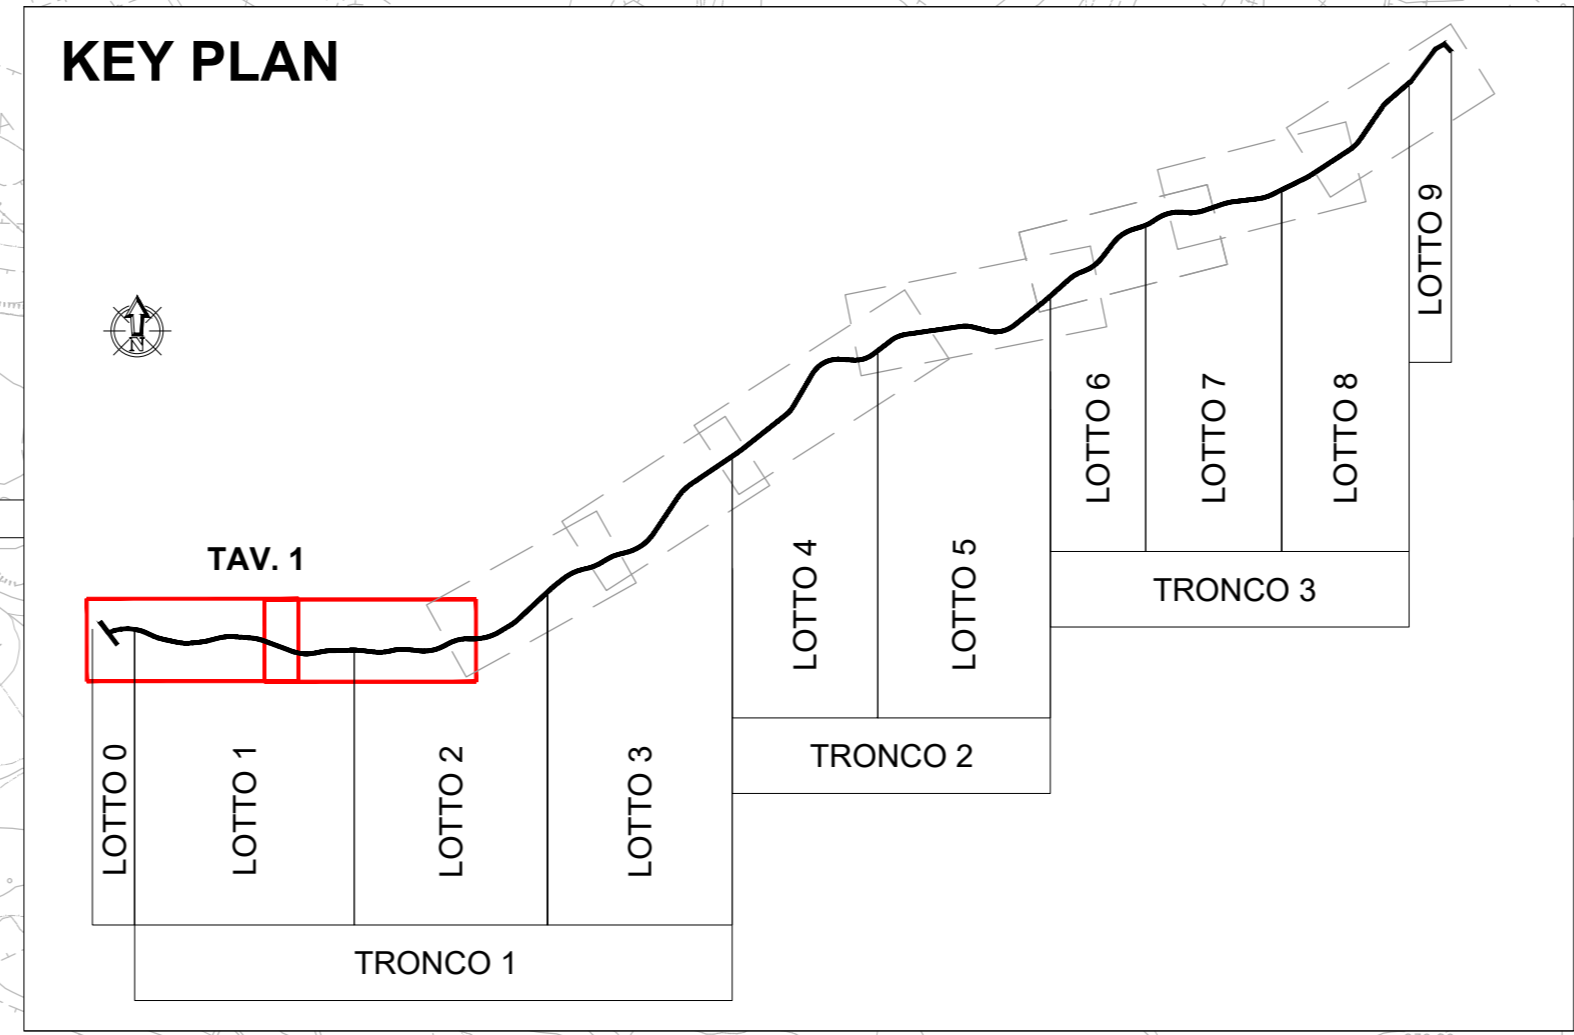 KEY PLAN
N
TAV. 1
LOTTO 0
LOTTO 1
LOTTO 2
LOTTO 3
LOTTO 4
LOTTO 5
LOTTO 6
LOTTO 7
LOTTO 8
LOTTO 9
TRONCO 1
TRONCO 2
TRONCO 3